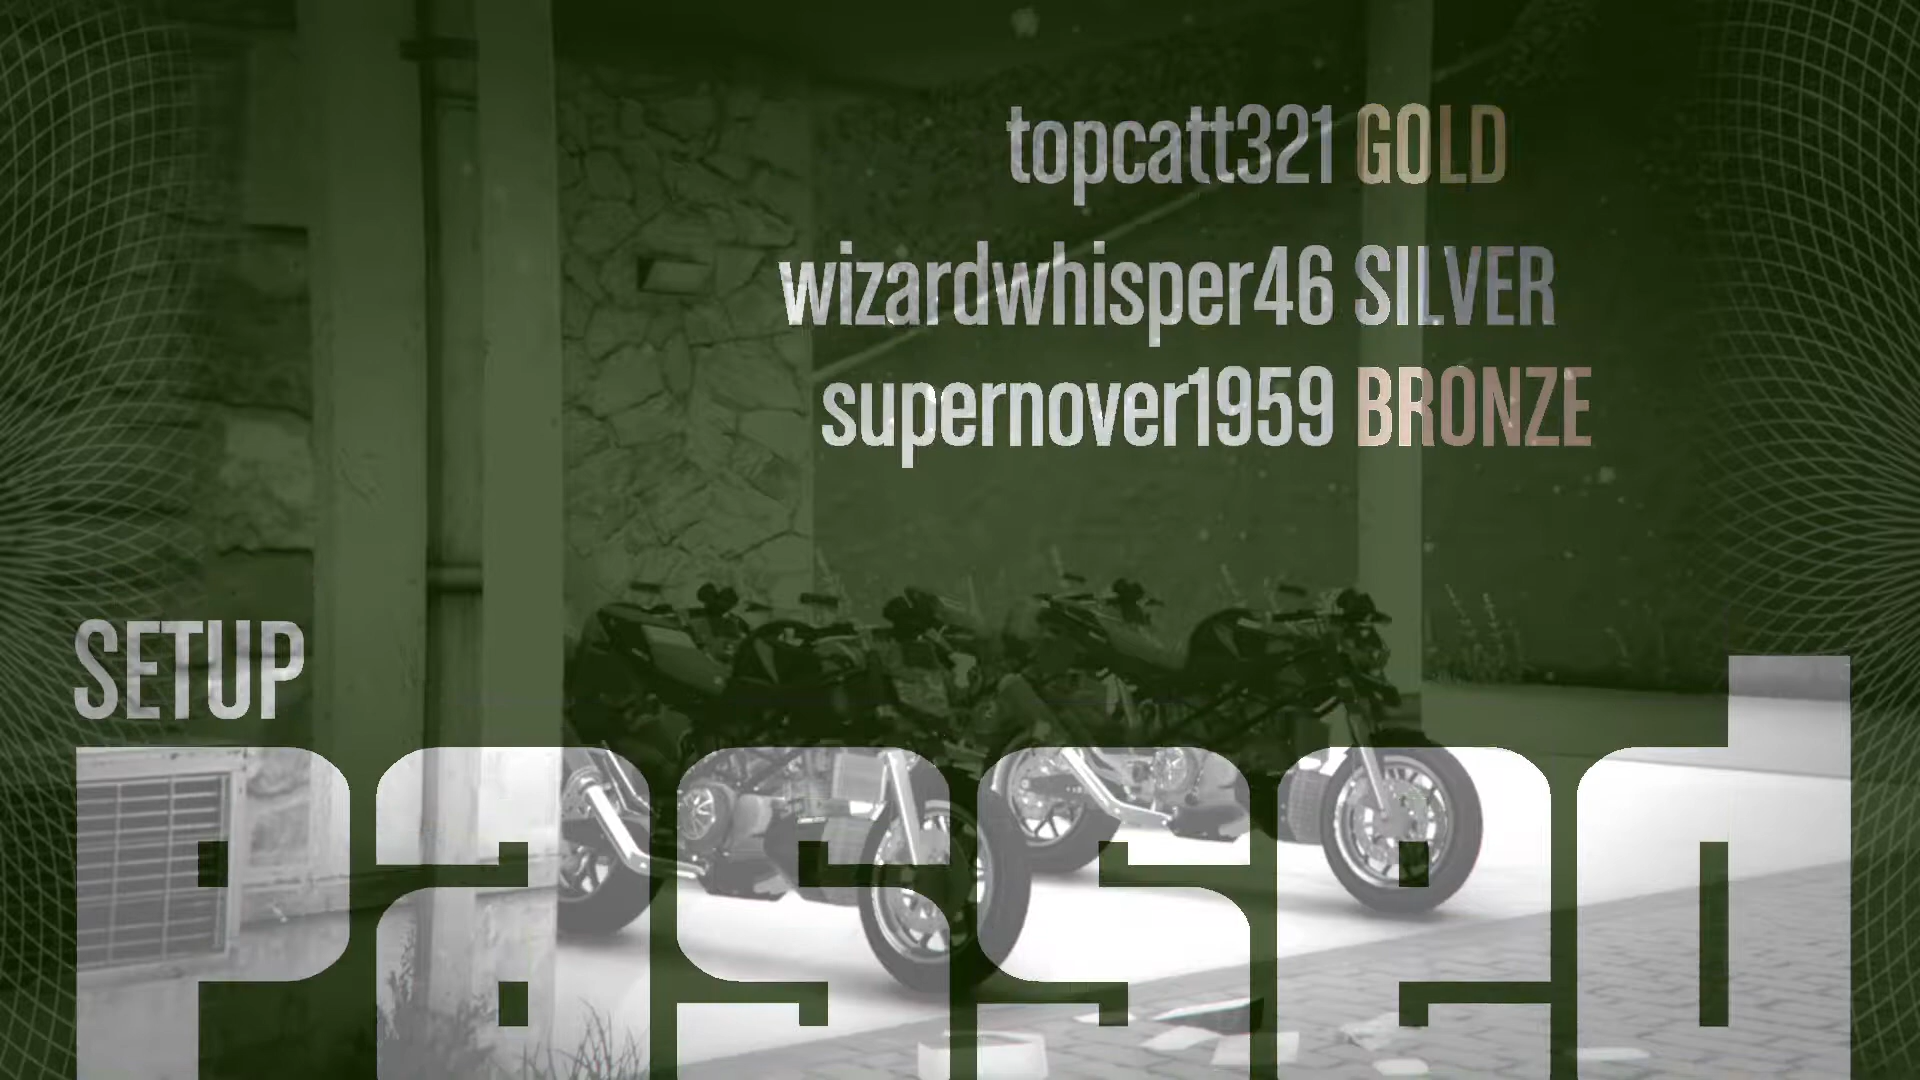 topcatt321 GOLD
wizardwhisper46 SILVER
supernover1959 BRONZE
SETUP
passed